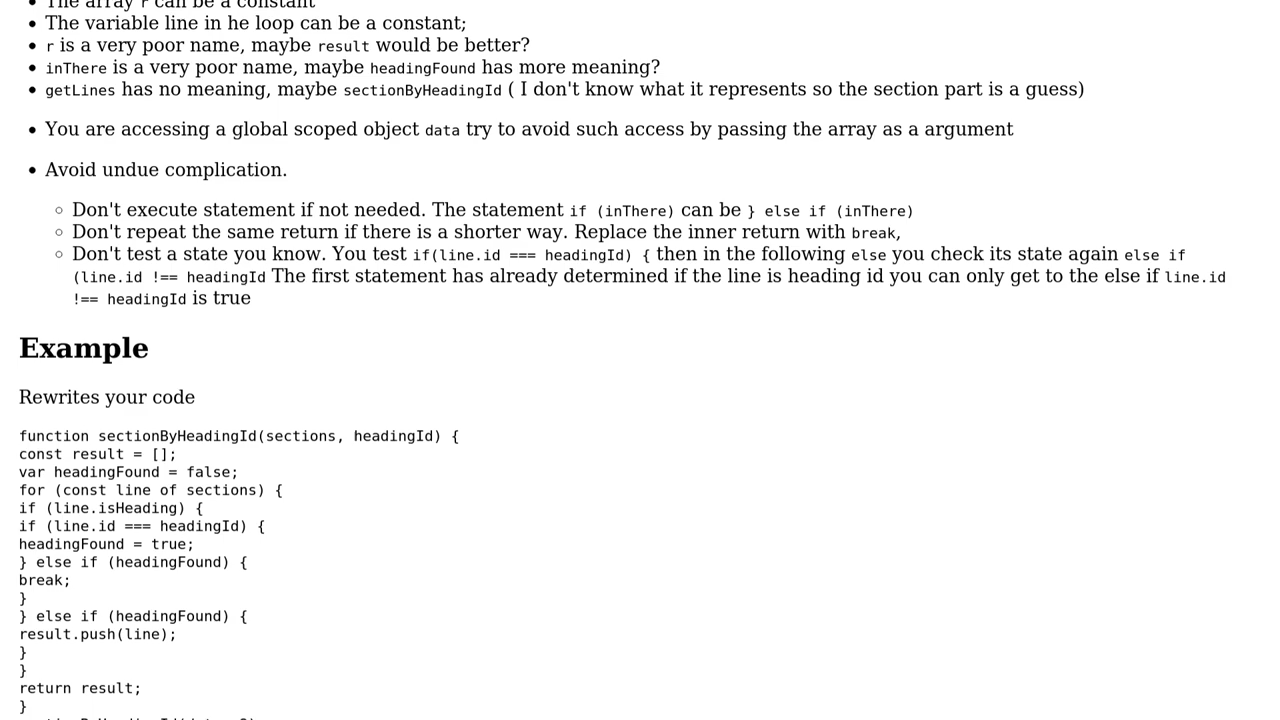 The array r can be a constant
The variable line in he loop can be a constant;
r is a very poor name, maybe result would be better?
inThere is a very poor name, maybe headingFound has more meaning?
getLines has no meaning, maybe sectionByHeadingId ( I don't know what it represents so the section part is a guess)
You are accessing a global scoped object data try to avoid such access by passing the array as a argument
Avoid undue complication.
Don't execute statement if not needed. The statement if (inThere) can be } else if (inThere)
Don't repeat the same return if there is a shorter way. Replace the inner return with break,
Don't test a state you know. You test if(line.id === headingId) { then in the following else you check its state again else if
(line.id !== headingId The first statement has already determined if the line is heading id you can only get to the else if line.id
!== headingId is true
Example
Rewrites your code
function sectionByHeadingId(sections, headingId) {
const result = [];
var headingFound = false;
for (const line of sections) {
if (line.isHeading) {
if (line.id === headingId) {
headingFound = true;
} else if (headingFound) {
break;
}
} else if (headingFound) {
result.push(line);
}
}
return result;
}